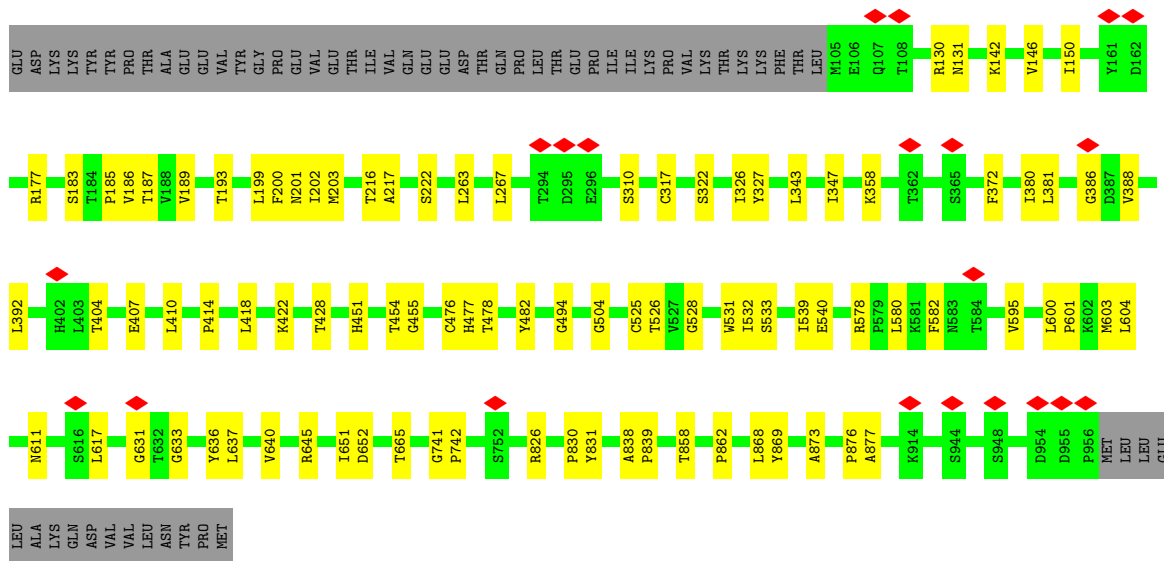 GLU ASP LYS LYS TYR TYR PRO THR ALA GLU GLU VAL TYR GLY PRO GLU VAL GLU THR ILE VAL GLN GLU GLU ASP THR GLN PRO LEU THR GLU PRO ILE ILE LYS PRO VAL LYS THR LYS LYS PHE THR LEU M105 E106 Q107 T108 R130 N131 K142 V146 I150 Y161 D162
R177 S183 T184 P185 V186 T187 V188 V189 T193 L199 F200 N201 I202 M203 T216 A217 S222 L263 L267 T294 D295 E296 S310 C317 S322 I326 Y327 L343 I347 K358 T362 S365 F372 I380 L381 G386 D387 V388
L392 H402 L403 T404 E407 L410 P414 L418 K422 T428 H451 T454 G455 C476 H477 T478 Y482 G494 G504 C525 T526 V527 G528 W531 I532 S533 I539 E540 R578 P579 L580 K581 F582 N583 T584 V595 L600 P601 K602 M603 L604
N611 S616 L617 G631 T632 G633 Y636 L637 V640 R645 I651 D652 T665 G741 P742 S752 R826 P830 Y831 A838 P839 T858 P862 L868 Y869 A873 P876 A877 K914 S944 S948 D954 D955 P956 MET LEU LEU GLU
LEU ALA LYS GLN ASP VAL VAL LEU ASN TYR PRO MET